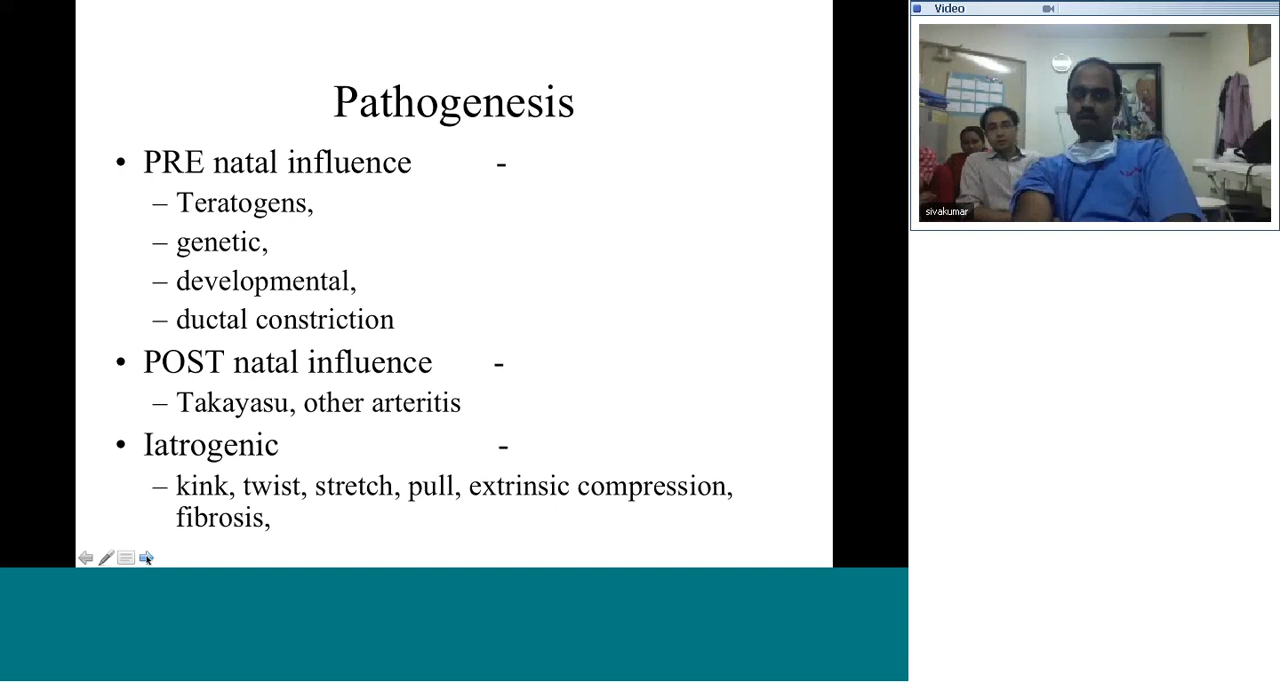 Pathogenesis
• PRE natal influence -
– Teratogens,
– genetic,
– developmental,
– ductal constriction
• POST natal influence -
– Takayasu, other arteritis
• Iatrogenic -
– kink, twist, stretch, pull, extrinsic compression,
fibrosis,
Video
sivakumar